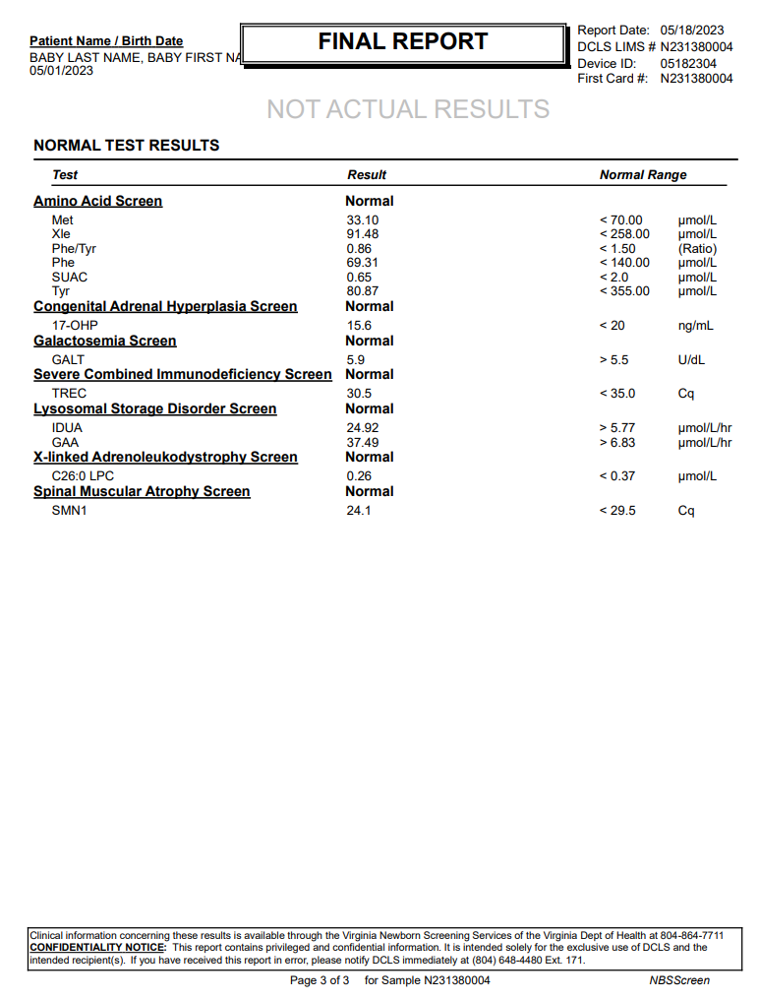 Patient Name / Birth Date
BABY LAST NAME, BABY FIRST NA
05/01/2023
FINAL REPORT
Report Date: 05/18/2023
DCLS LIMS # N231380004
Device ID: 05182304
First Card #: N231380004
NOT ACTUAL RESULTS
NORMAL TEST RESULTS
Test Result Normal Range
Amino Acid Screen Normal
Met 33.10 < 70.00 µmol/L
Xle 91.48 < 258.00 µmol/L
Phe/Tyr 0.86 < 1.50 (Ratio)
Phe 69.31 < 140.00 µmol/L
SUAC 0.65 < 2.0 µmol/L
Tyr 80.87 < 355.00 µmol/L
Congenital Adrenal Hyperplasia Screen Normal
17-OHP 15.6 < 20 ng/mL
Galactosemia Screen Normal
GALT 5.9 > 5.5 U/dL
Severe Combined Immunodeficiency Screen Normal
TREC 30.5 < 35.0 Cq
Lysosomal Storage Disorder Screen Normal
IDUA 24.92 > 5.77 µmol/L/hr
GAA 37.49 > 6.83 µmol/L/hr
X-linked Adrenoleukodystrophy Screen Normal
C26:0 LPC 0.26 < 0.37 µmol/L
Spinal Muscular Atrophy Screen Normal
SMN1 24.1 < 29.5 Cq
Clinical information concerning these results is available through the Virginia Newborn Screening Services of the Virginia Dept of Health at 804-864-7711
CONFIDENTIALITY NOTICE: This report contains privileged and confidential information. It is intended solely for the exclusive use of DCLS and the
intended recipient(s). If you have received this report in error, please notify DCLS immediately at (804) 648-4480 Ext. 171.
Page 3 of 3 for Sample N231380004 NBSScreen